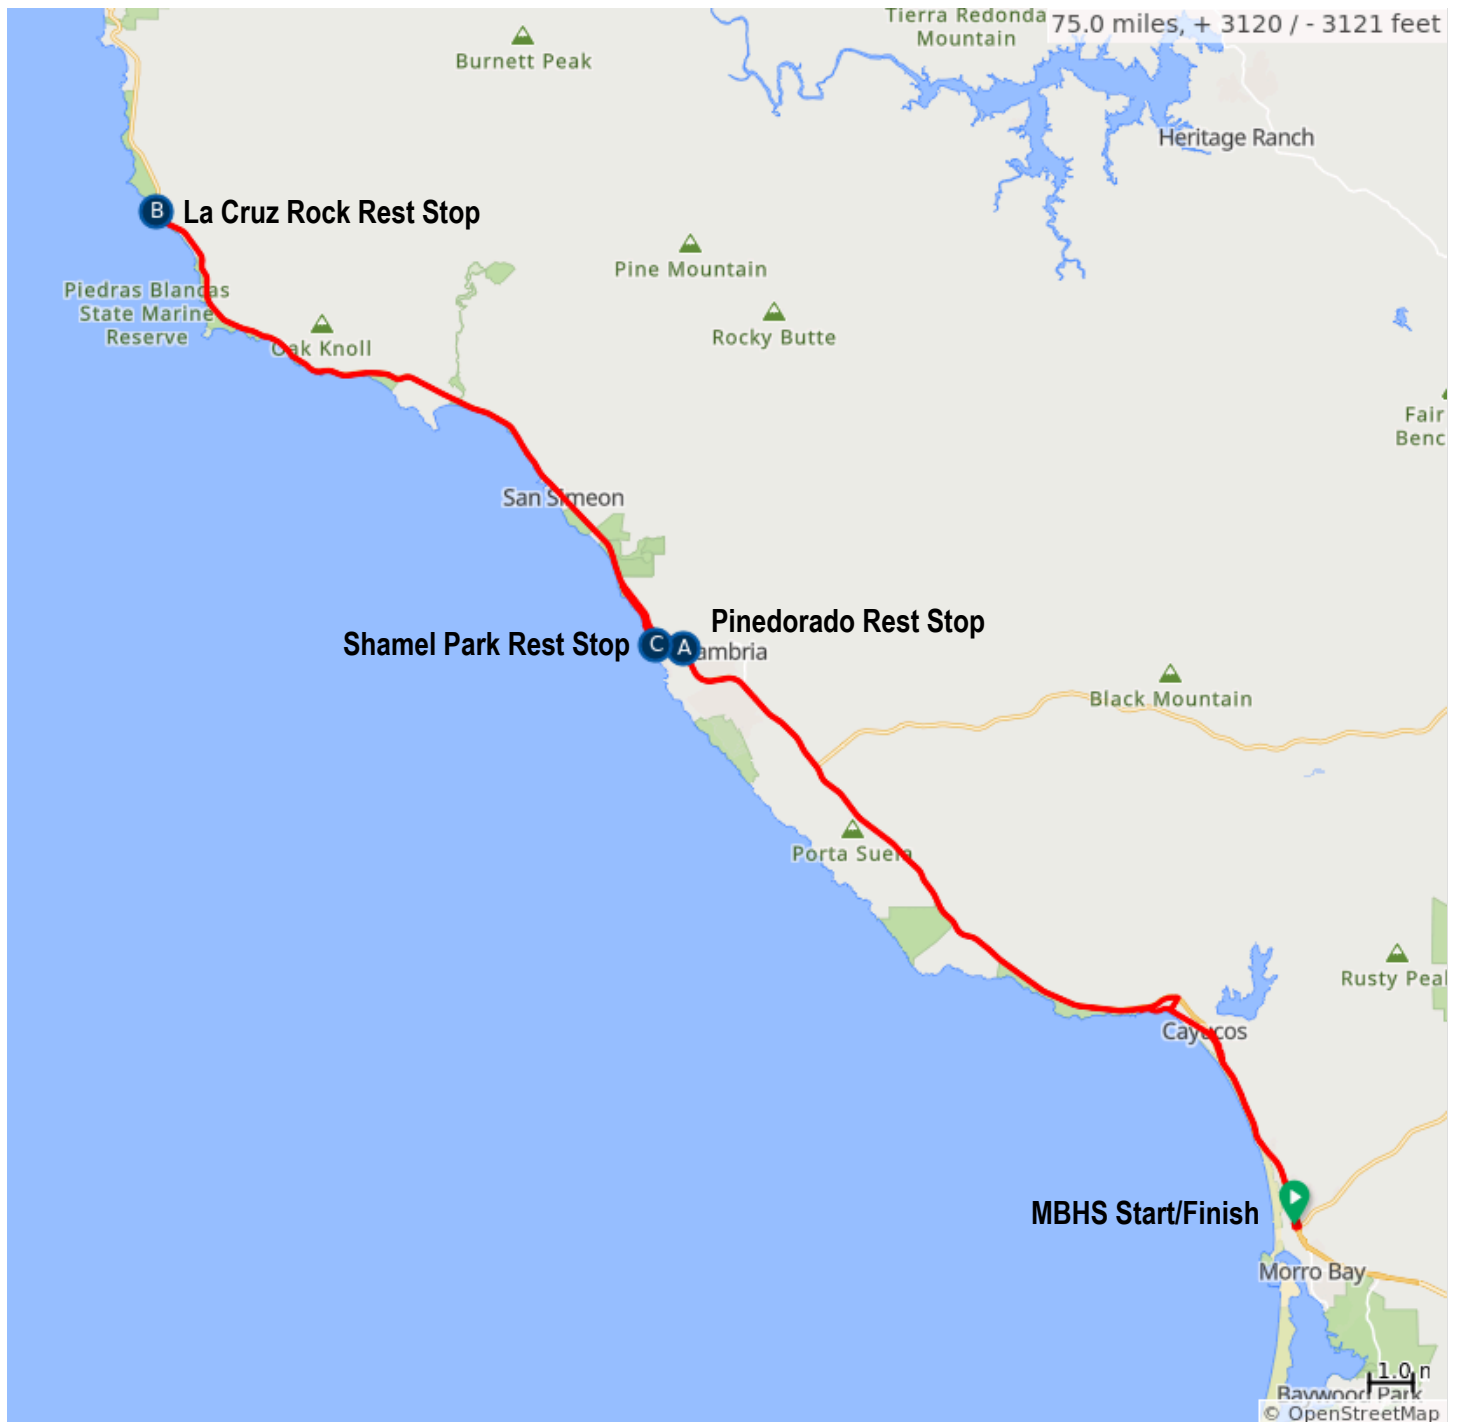 Tierra Redonda
Mountain
75.0 miles, + 3120 / - 3121 feet
Burnett Peak
Heritage Ranch
B
La Cruz Rock Rest Stop
Pine Mountain
Piedras Blancas
State Marine
Reserve
Oak Knoll
Rocky Butte
Fair
Benc
San Simeon
Pinedorado Rest Stop
Shamel Park Rest Stop
C
A
ambria
Black Mountain
Porta Suela
Rusty Peal
Cayucos
MBHS Start/Finish
Morro Bay
1.0 n
Baywood Park
© OpenStreetMap